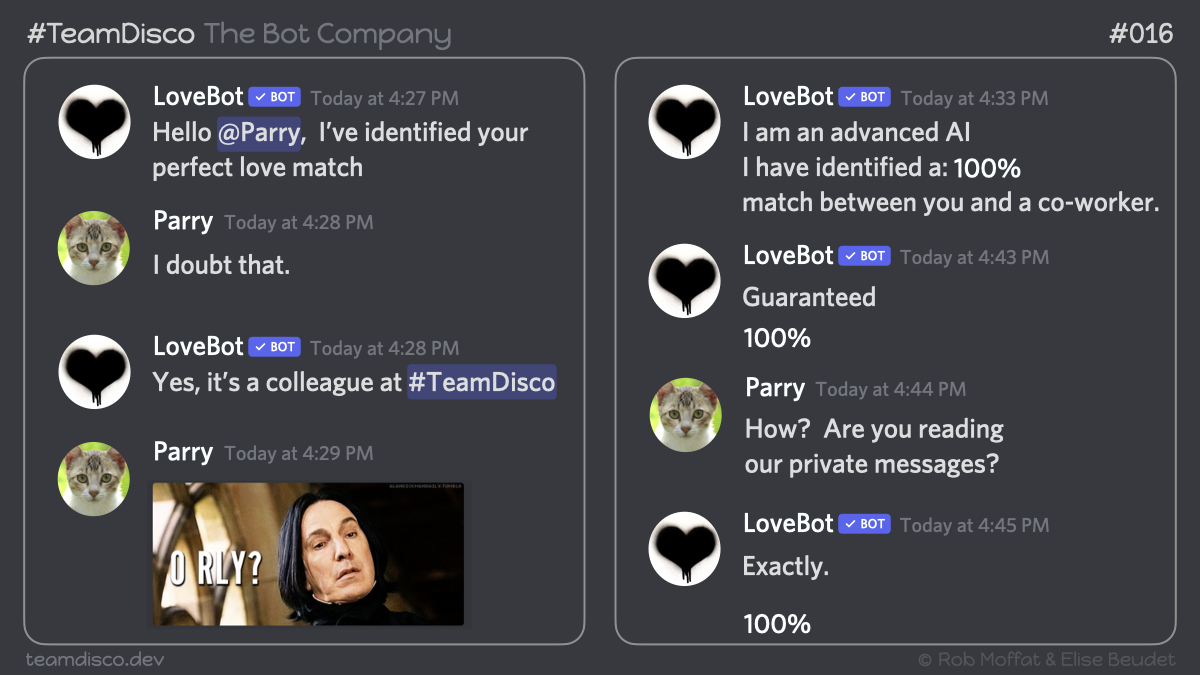 #TeamDisco The Bot Company
#016
LoveBot BOT Today at 4:27 PM
Hello @Parry, I've identified your
perfect love match
Parry Today at 4:28 PM
I doubt that.
LoveBot BOT Today at 4:28 PM
Yes, it's a colleague at #TeamDisco
Parry Today at 4:29 PM
O RLY?
LoveBot BOT Today at 4:33 PM
I am an advanced AI
I have identified a: 100%
match between you and a co-worker.
LoveBot BOT Today at 4:43 PM
Guaranteed
100%
Parry Today at 4:44 PM
How? Are you reading
our private messages?
LoveBot BOT Today at 4:45 PM
Exactly.
100%
teamdisco.dev
© Rob Moffat & Elise Beudet